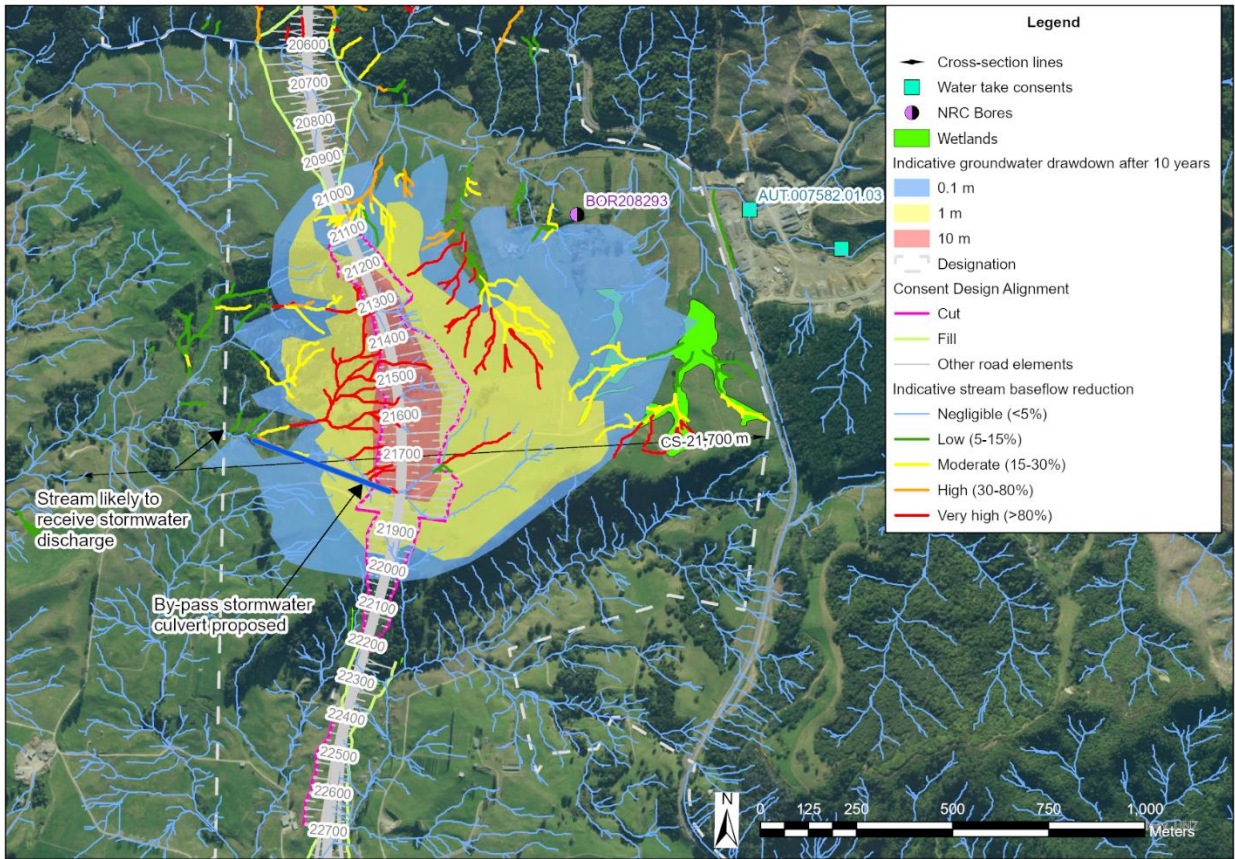 20600
20700
20800
20900
21000
21100
21200
21300
21400
21500
21600
21700
21900
22000
22100
22200
22300
22400
22500
22600
22700
BOR208293
AUT.007582.01.03
CS-21,700 m
Stream likely to
receive stormwater
discharge
By-pass stormwater
culvert proposed
Legend
Cross-section lines
Water take consents
NRC Bores
Wetlands
Indicative groundwater drawdown after 10 years
0.1 m
1 m
10 m
Designation
Consent Design Alignment
Cut
Fill
Other road elements
Indicative stream baseflow reduction
Negligible (<5%)
Low (5-15%)
Moderate (15-30%)
High (30-80%)
Very high (>80%)
N
0 125 250 500 750 1,000
Meters